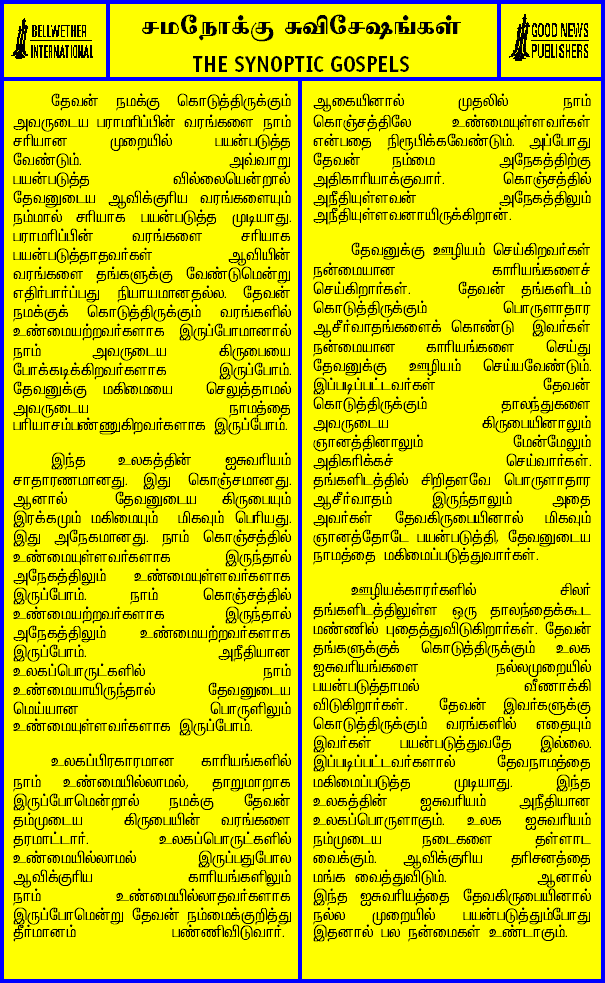 BELLWETHER
INTERNATIONAL
சமநோக்கு சுவிசேஷங்கள்
THE SYNOPTIC GOSPELS
GOOD NEWS
PUBLISHERS
தேவன் நமக்கு கொடுத்திருக்கும்
அவருடைய பராமரிப்பின் வரங்களை நாம்
சரியான முறையில் பயன்படுத்த
வேண்டும். அவ்வாறு
பயன்படுத்த வில்லையென்றால்
தேவனுடைய ஆவிக்குரிய வரங்களையும்
நம்மால் சரியாக பயன்படுத்த முடியாது.
பராமரிப்பின் வரங்களை சரியாக
பயன்படுத்தாதவர்கள் ஆவியின்
வரங்களை தங்களுக்கு வேண்டுமென்று
எதிர்பார்ப்பது நியாயமானதல்ல. தேவன்
நமக்குக் கொடுத்திருக்கும் வரங்களில்
உண்மையற்றவர்களாக இருப்போமானால்
நாம் அவருடைய கிருபையை
போக்கடிக்கிறவர்களாக இருப்போம்.
தேவனுக்கு மகிமையை செலுத்தாமல்
அவருடைய நாமத்தை
பரியாசம்பண்ணுகிறவர்களாக இருப்போம்.
இந்த உலகத்தின் ஐசுவரியம்
சாதாரணமானது. இது கொஞ்சமானது.
ஆனால் தேவனுடைய கிருபையும்
இரக்கமும் மகிமையும் மிகவும் பெரியது.
இது அநேகமானது. நாம் கொஞ்சத்தில்
உண்மையுள்ளவர்களாக இருந்தால்
அநேகத்திலும் உண்மையுள்ளவர்களாக
இருப்போம். நாம் கொஞ்சத்தில்
உண்மையற்றவர்களாக இருந்தால்
அநேகத்திலும் உண்மையற்றவர்களாக
இருப்போம். அநீதியான
உலகப்பொருட்களில் நாம்
உண்மையாயிருந்தால் தேவனுடைய
மெய்யான பொருளிலும்
உண்மையுள்ளவர்களாக இருப்போம்.
உலகப்பிரகாரமான காரியங்களில்
நாம் உண்மையில்லாமல், தாறுமாறாக
இருப்போமென்றால் நமக்கு தேவன்
தம்முடைய கிருபையின் வரங்களை
தரமாட்டார். உலகப்பொருட்களில்
உண்மையில்லாமல் இருப்பதுபோல
ஆவிக்குரிய காரியங்களிலும்
நாம் உண்மையில்லாதவர்களாக
இருப்போமென்று தேவன் நம்மைக்குறித்து
தீர்மானம் பண்ணிவிடுவார்.
ஆகையினால் முதலில் நாம்
கொஞ்சத்திலே உண்மையுள்ளவர்கள்
என்பதை நிரூபிக்கவேண்டும். அப்போது
தேவன் நம்மை அநேகத்திற்கு
அதிகாரியாக்குவார். கொஞ்சத்தில்
அநீதியுள்ளவன் அநேகத்திலும்
அநீதியுள்ளவனாயிருக்கிறான்.
தேவனுக்கு ஊழியம் செய்கிறவர்கள்
நன்மையான காரியங்களைச்
செய்கிறார்கள். தேவன் தங்களிடம்
கொடுத்திருக்கும் பொருளாதார
ஆசீர்வாதங்களைக் கொண்டு இவர்கள்
நன்மையான காரியங்களை செய்து
தேவனுக்கு ஊழியம் செய்யவேண்டும்.
இப்படிப்பட்டவர்கள் தேவன்
கொடுத்திருக்கும் தாலந்துகளை
அவருடைய கிருபையினாலும்
ஞானத்தினாலும் மேன்மேலும்
அதிகரிக்கச் செய்வார்கள்.
தங்களிடத்தில் சிறிதளவே பொருளாதார
ஆசீர்வாதம் இருந்தாலும் அதை
அவர்கள் தேவகிருபையினால் மிகவும்
ஞானத்தோடே பயன்படுத்தி, தேவனுடைய
நாமத்தை மகிமைப்படுத்துவார்கள்.
ஊழியக்காரர்களில் சிலர்
தங்களிடத்திலுள்ள ஒரு தாலந்தைக்கூட
மண்ணில் புதைத்துவிடுகிறார்கள். தேவன்
தங்களுக்குக் கொடுத்திருக்கும் உலக
ஐசுவரியங்களை நல்லமுறையில்
பயன்படுத்தாமல் வீணாக்கி
விடுகிறார்கள். தேவன் இவர்களுக்கு
கொடுத்திருக்கும் வரங்களில் எதையும்
இவர்கள் பயன்படுத்துவதே இல்லை.
இப்படிப்பட்டவர்களால் தேவநாமத்தை
மகிமைப்படுத்த முடியாது. இந்த
உலகத்தின் ஐசுவரியம் அநீதியான
உலகப்பொருளாகும். உலக ஐசுவரியம்
நம்முடைய நடைகளை தள்ளாட
வைக்கும். ஆவிக்குரிய தரிசனத்தை
மங்க வைத்துவிடும். ஆனால்
இந்த ஐசுவரியத்தை தேவகிருபையினால்
நல்ல முறையில் பயன்படுத்தும்போது
இதனால் பல நன்மைகள் உண்டாகும்.